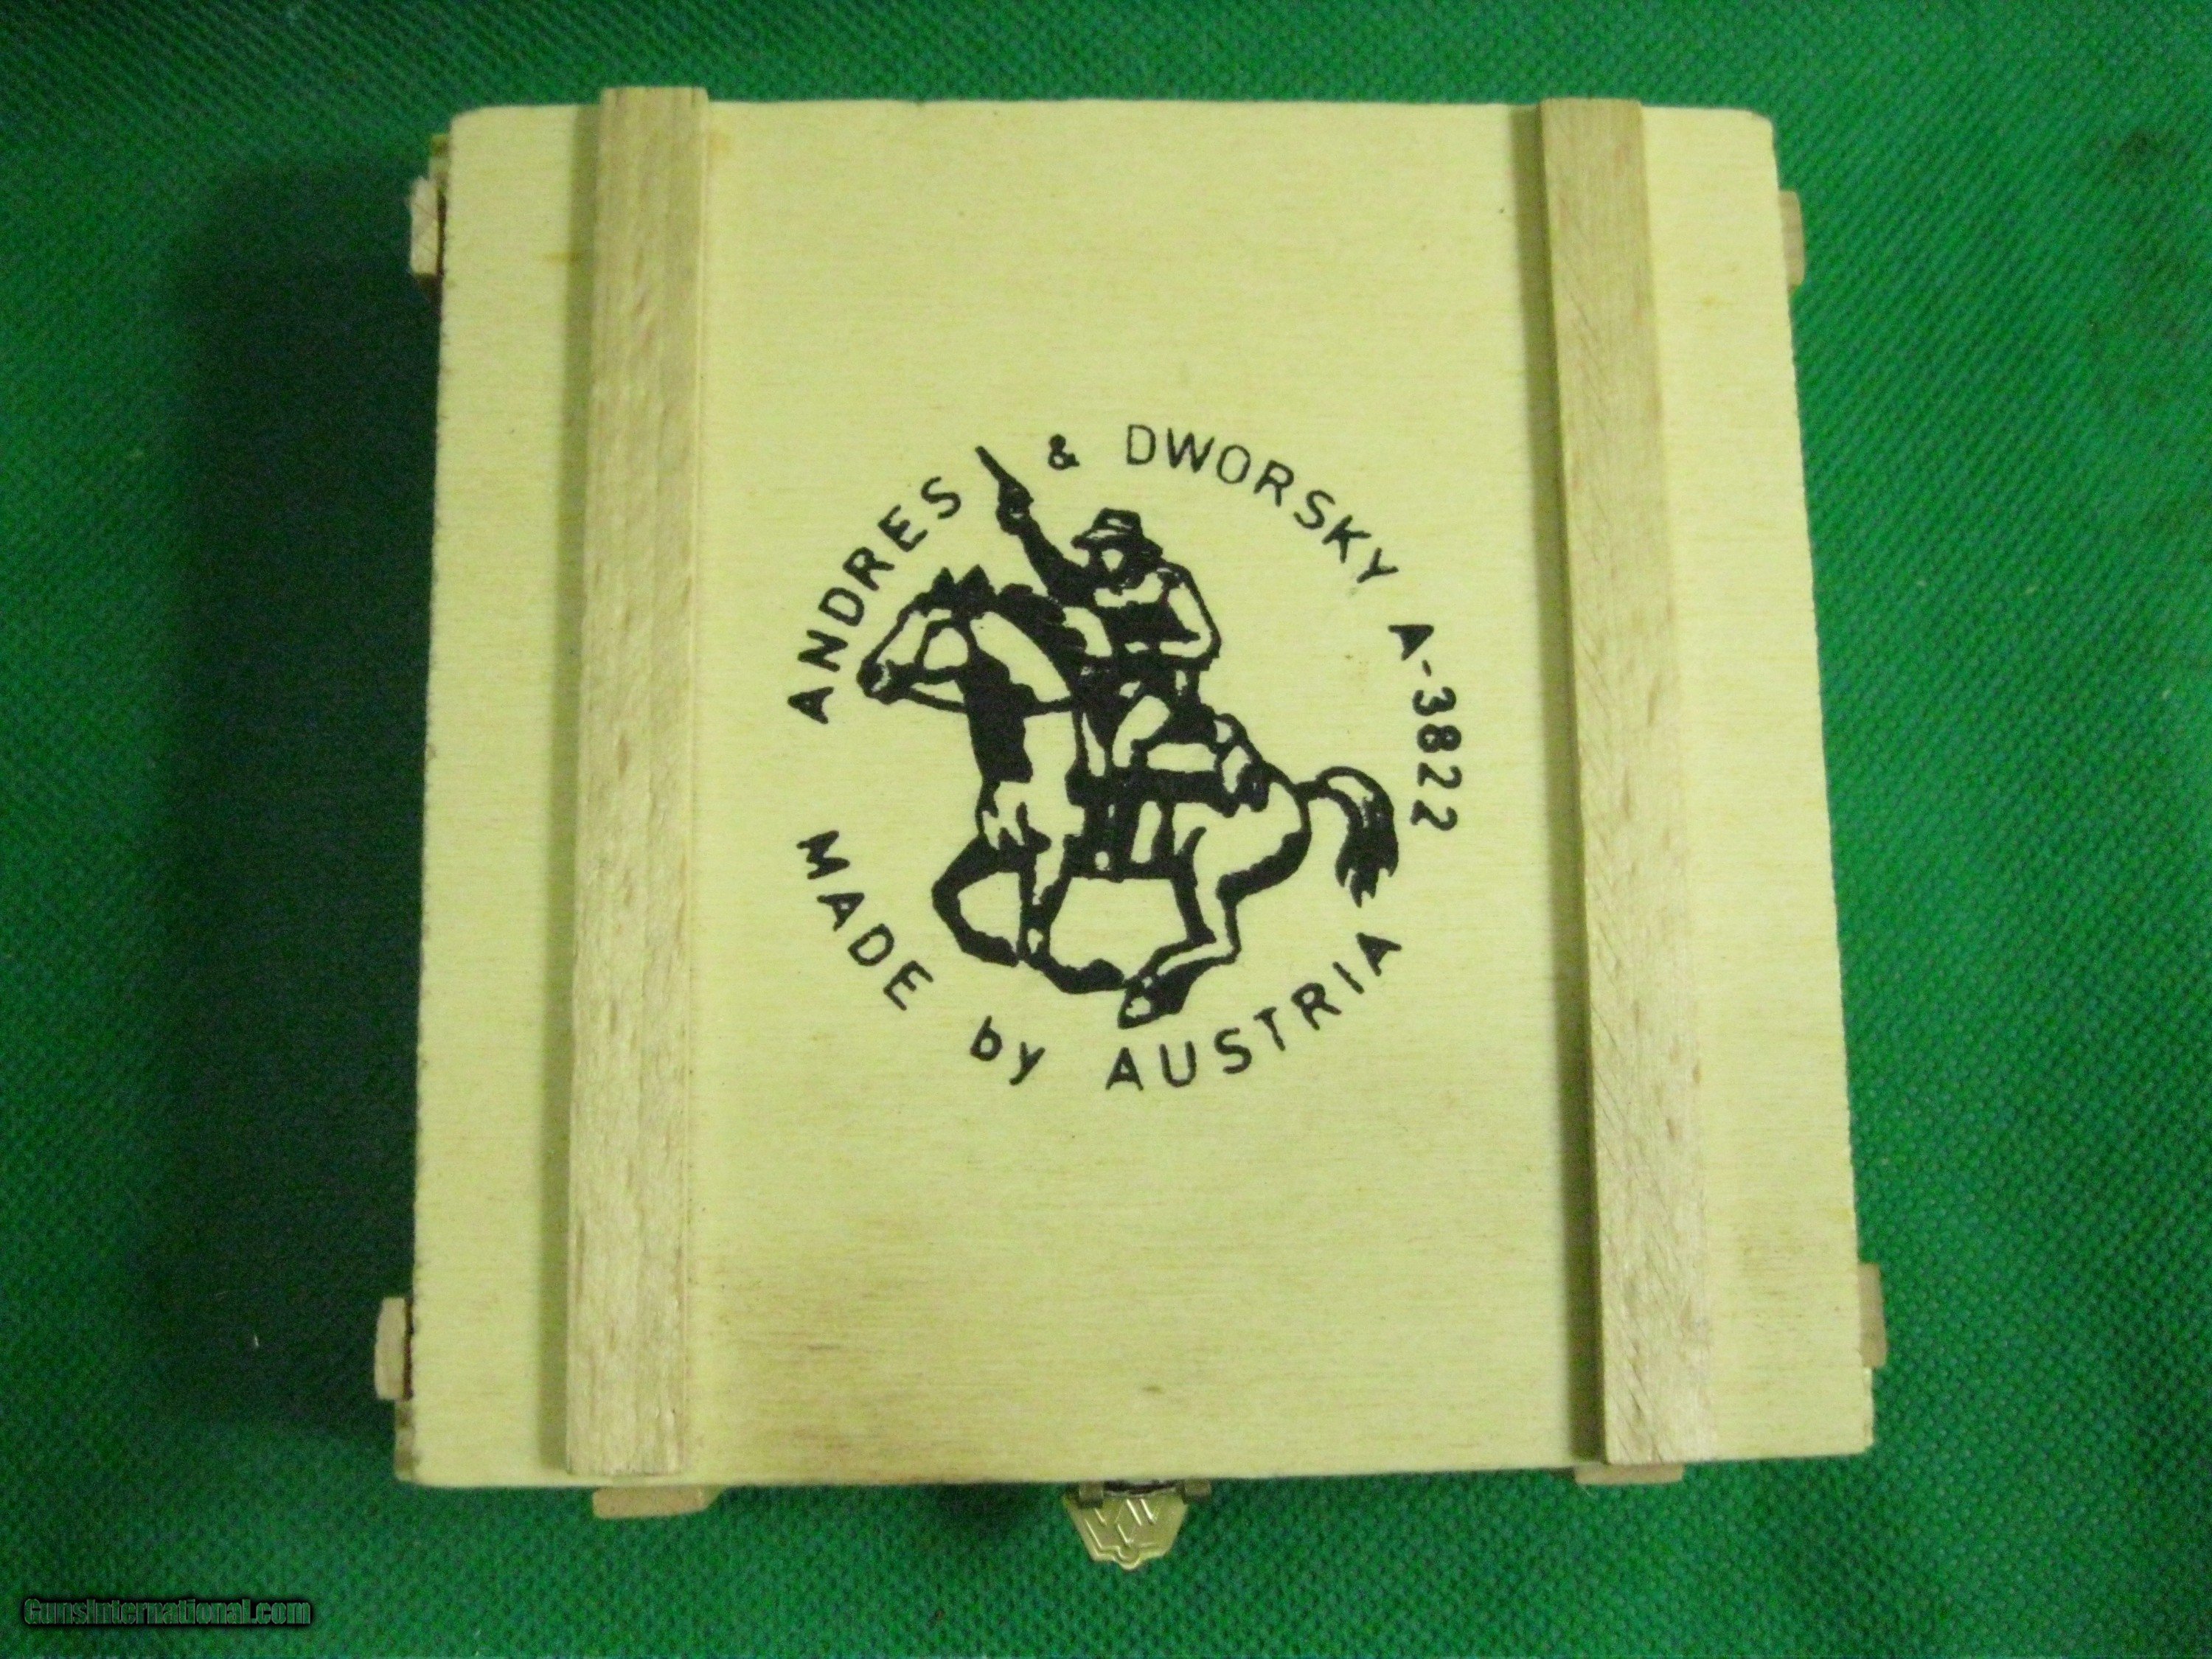 ANDRES & DWORSKY A-3822
MADE by AUSTRIA
GunsInternational.com